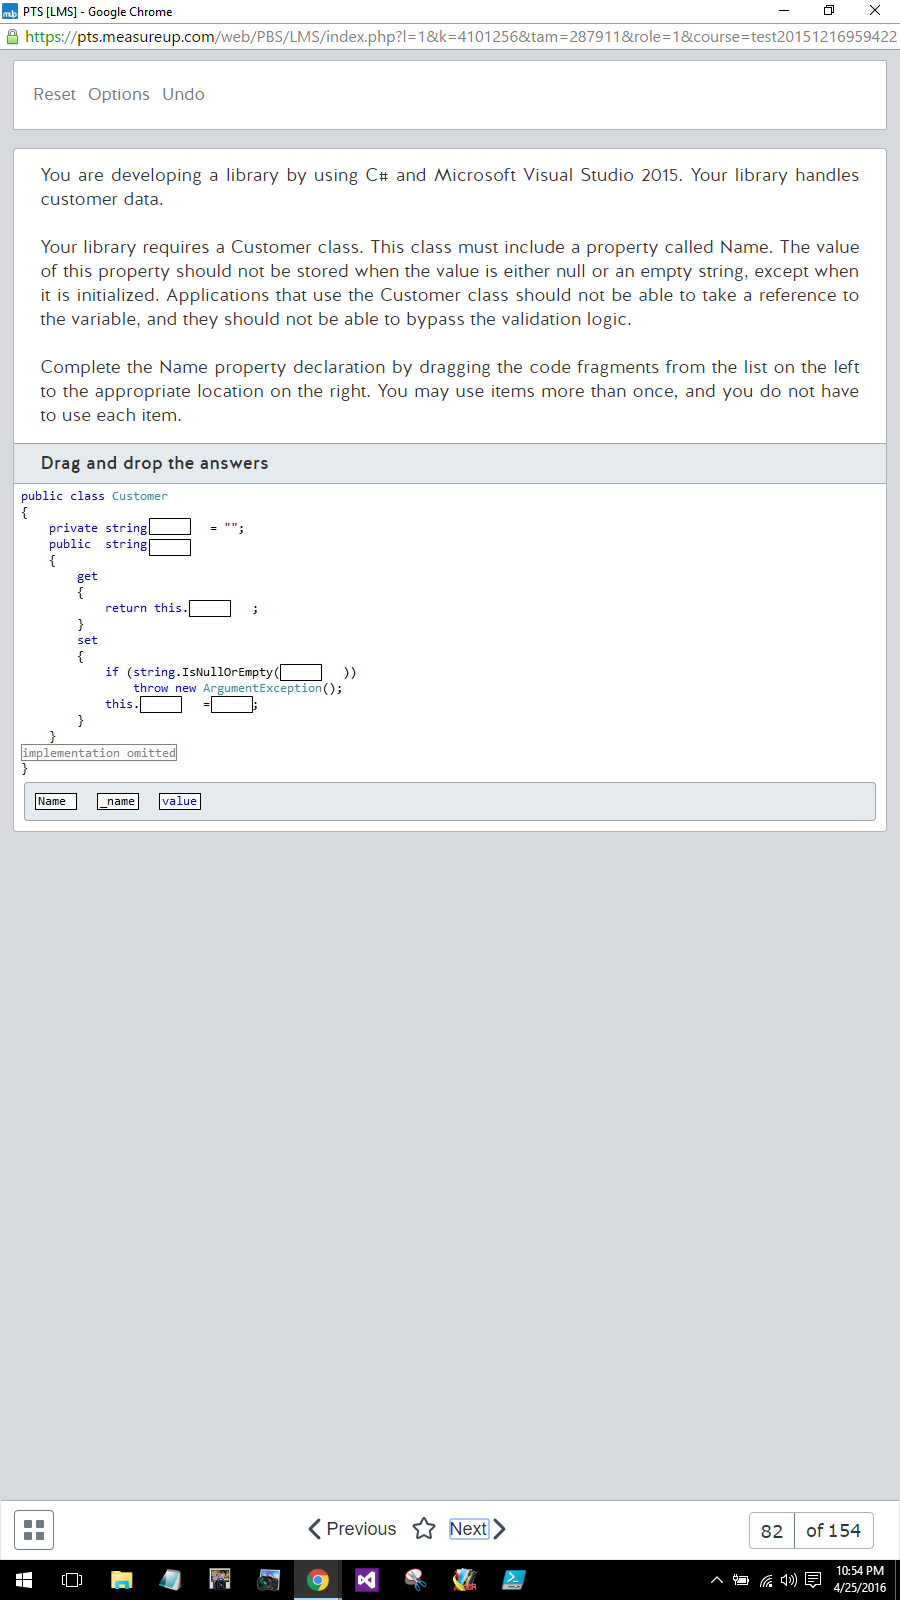 PTS [LMS] - Google Chrome
https://pts.measureup.com/web/PBS/LMS/index.php?l=1&k=4101256&tam=287911&role=1&course=test20151216959422
Reset Options Undo
You are developing a library by using C# and Microsoft Visual Studio 2015. Your library handles
customer data.
Your library requires a Customer class. This class must include a property called Name. The value
of this property should not be stored when the value is either null or an empty string, except when
it is initialized. Applications that use the Customer class should not be able to take a reference to
the variable, and they should not be able to bypass the validation logic.
Complete the Name property declaration by dragging the code fragments from the list on the left
to the appropriate location on the right. You may use items more than once, and you do not have
to use each item.
Drag and drop the answers
public class Customer
{
private string = "";
public string
{
get
{
return this. ;
}
set
{
if (string.IsNullOrEmpty( ))
throw new ArgumentException();
this. = ;
}
}
implementation omitted
}
Name _name value
Previous Next 82 of 154
10:54 PM
4/25/2016